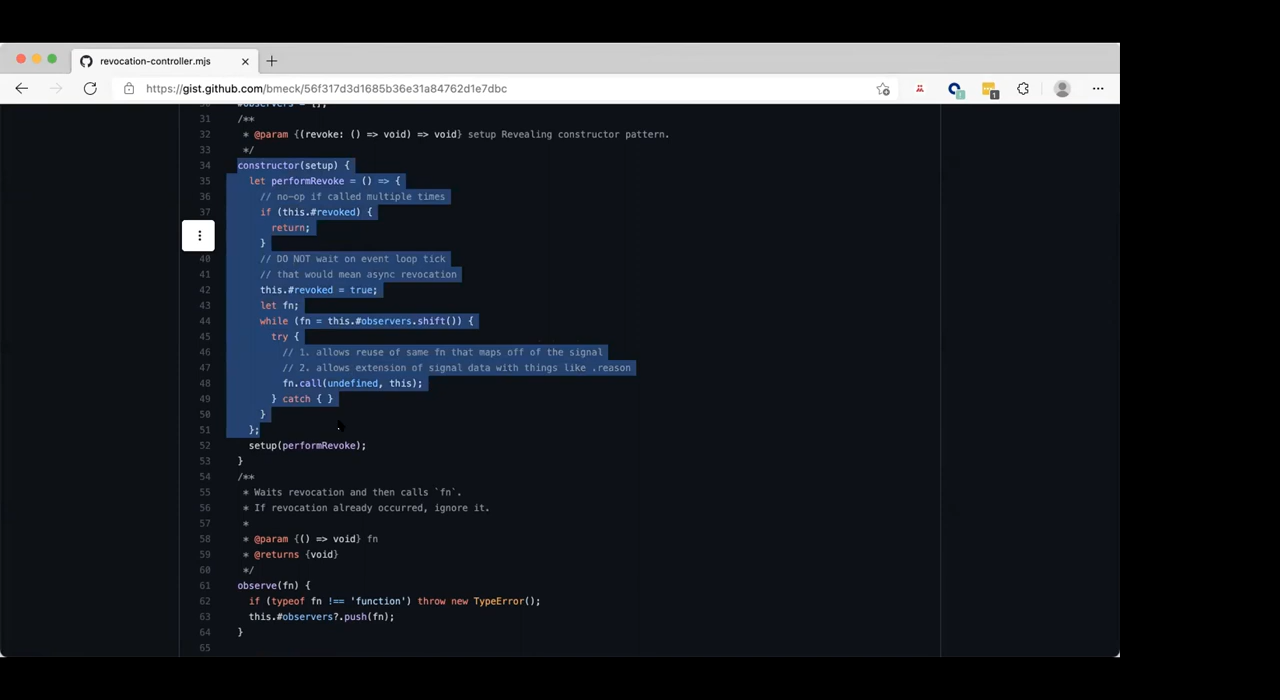 revocation-controller.mjs
https://gist.github.com/bmeck/56f317d3d1685b36e31a84762d1e7dbc
1
30 #observers = [];
31 /**
32 * @param {(revoke: () => void) => void} setup Revealing constructor pattern.
33 */
34 constructor(setup) {
35 let performRevoke = () => {
36 // no-op if called multiple times
37 if (this.#revoked) {
return;
}
40 // DO NOT wait on event loop tick
41 // that would mean async revocation
42 this.#revoked = true;
43 let fn;
44 while (fn = this.#observers.shift()) {
45 try {
46 // 1. allows reuse of same fn that maps off of the signal
47 // 2. allows extension of signal data with things like .reason
48 fn.call(undefined, this);
49 } catch { }
50 }
51 };
52 setup(performRevoke);
53 }
54 /**
55 * Waits revocation and then calls `fn`.
56 * If revocation already occurred, ignore it.
57 *
58 * @param {() => void} fn
59 * @returns {void}
60 */
61 observe(fn) {
62 if (typeof fn !== 'function') throw new TypeError();
63 this.#observers?.push(fn);
64 }
65